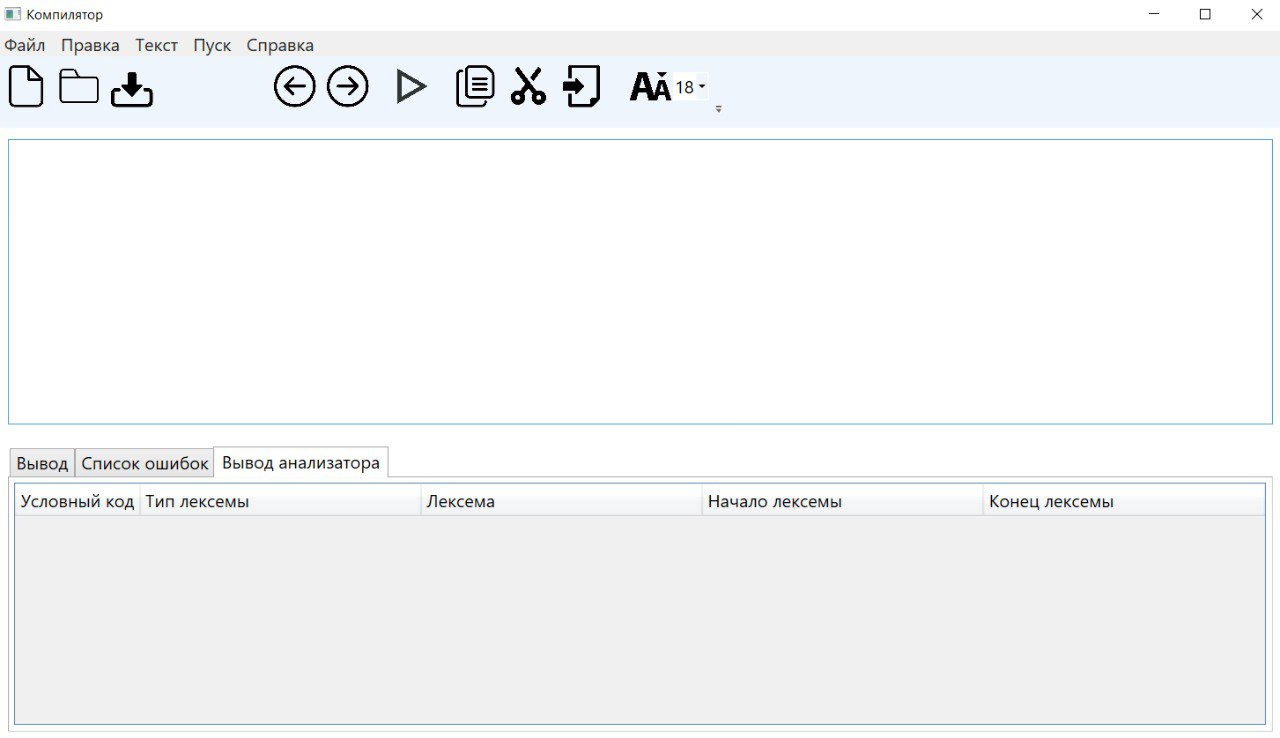 Компилятор
Файл Правка Текст Пуск Справка
АА 18
Вывод Список ошибок Вывод анализатора
Условный код Тип лексемы Лексема Начало лексемы Конец лексемы